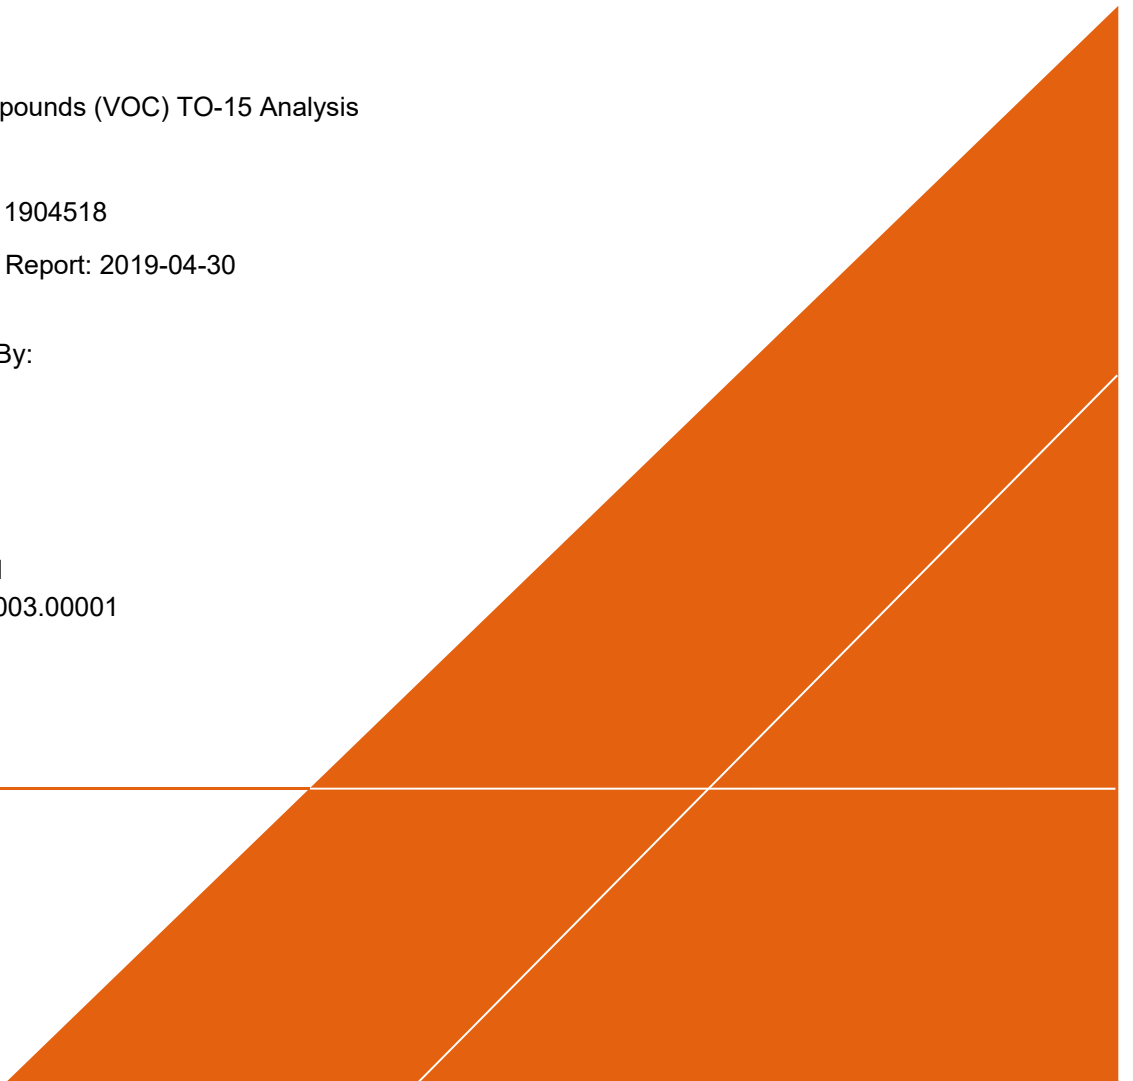 pounds (VOC) TO-15 Analysis
1904518
Report: 2019-04-30
By:
003.00001